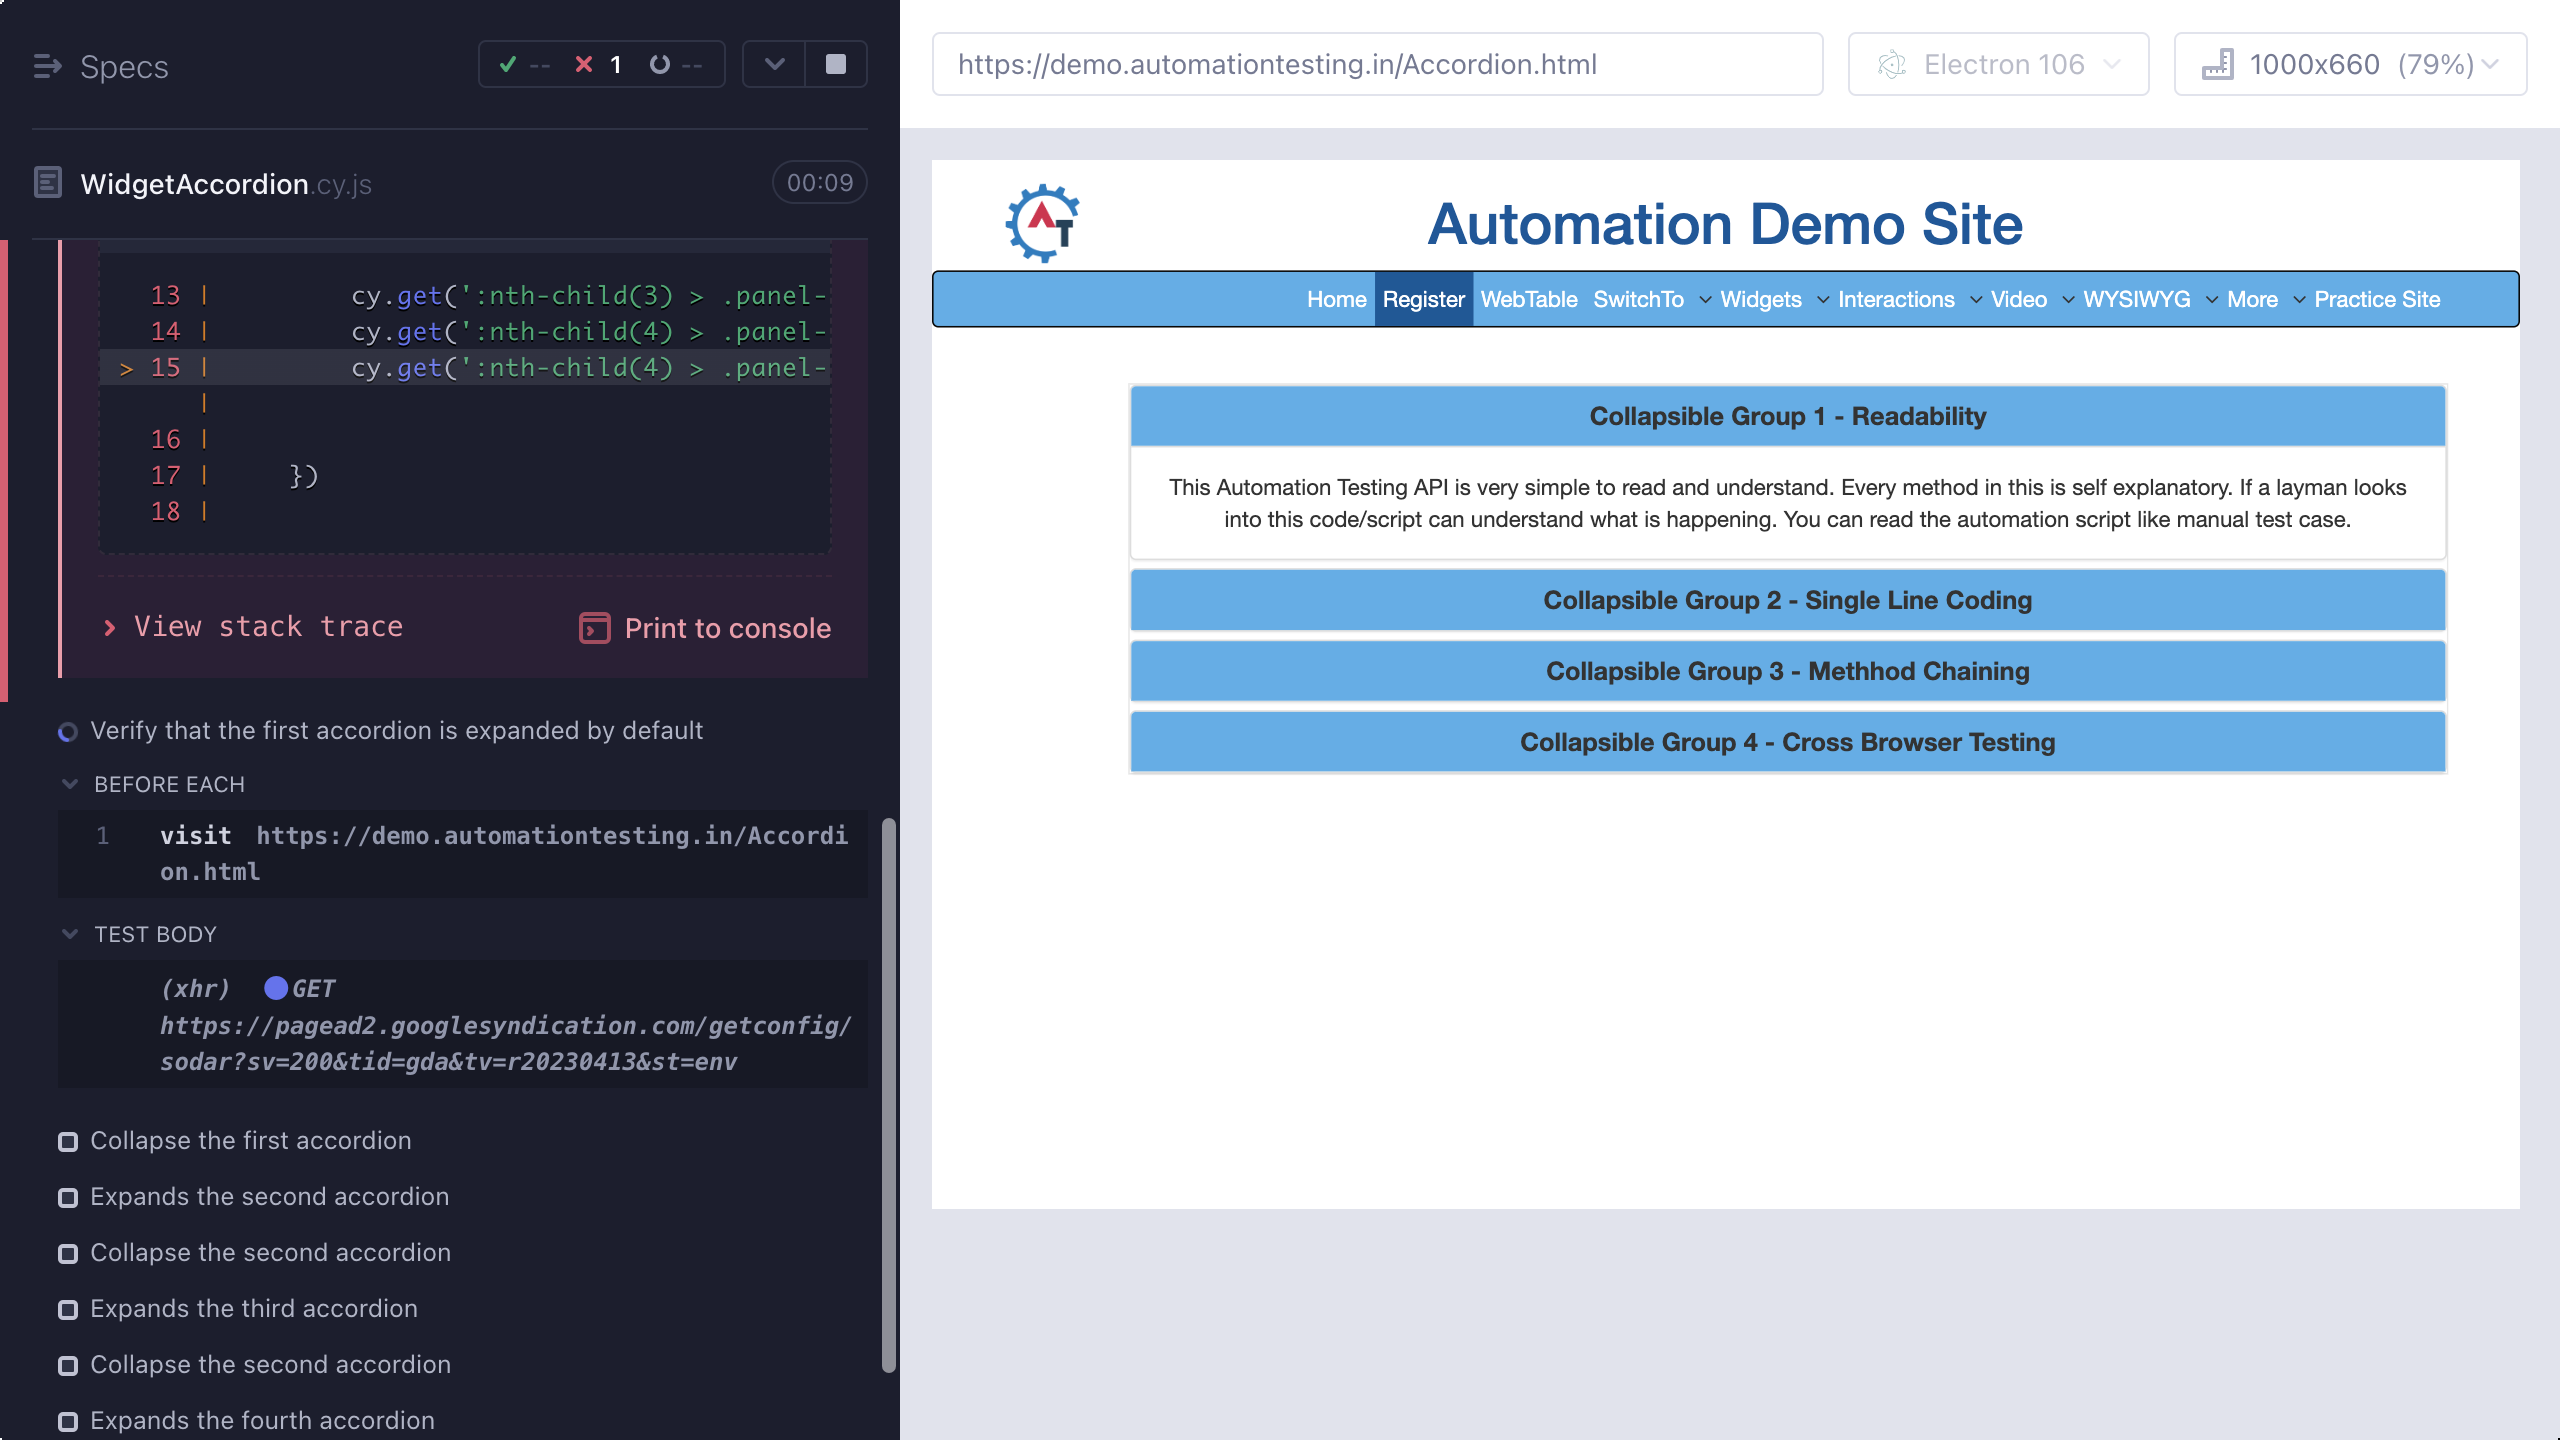 Specs
-- 1 --
WidgetAccordion.cy.js
00:09
13 | cy.get(':nth-child(3) > .panel-
14 | cy.get(':nth-child(4) > .panel-
> 15 | cy.get(':nth-child(4) > .panel-
|
16 |
17 | })
18 |
View stack trace
Print to console
Verify that the first accordion is expanded by default
BEFORE EACH
1 visit https://demo.automationtesting.in/Accordi
on.html
TEST BODY
(xhr) GET
https://pagead2.googlesyndication.com/getconfig/
sodar?sv=200&tid=gda&tv=r20230413&st=env
Collapse the first accordion
Expands the second accordion
Collapse the second accordion
Expands the third accordion
Collapse the second accordion
Expands the fourth accordion
https://demo.automationtesting.in/Accordion.html
Electron 106
1000x660 (79%)
AT
Automation Demo Site
Home Register WebTable SwitchTo Widgets Interactions Video WYSIWYG More Practice Site
Collapsible Group 1 - Readability
This Automation Testing API is very simple to read and understand. Every method in this is self explanatory. If a layman looks
into this code/script can understand what is happening. You can read the automation script like manual test case.
Collapsible Group 2 - Single Line Coding
Collapsible Group 3 - Methhod Chaining
Collapsible Group 4 - Cross Browser Testing